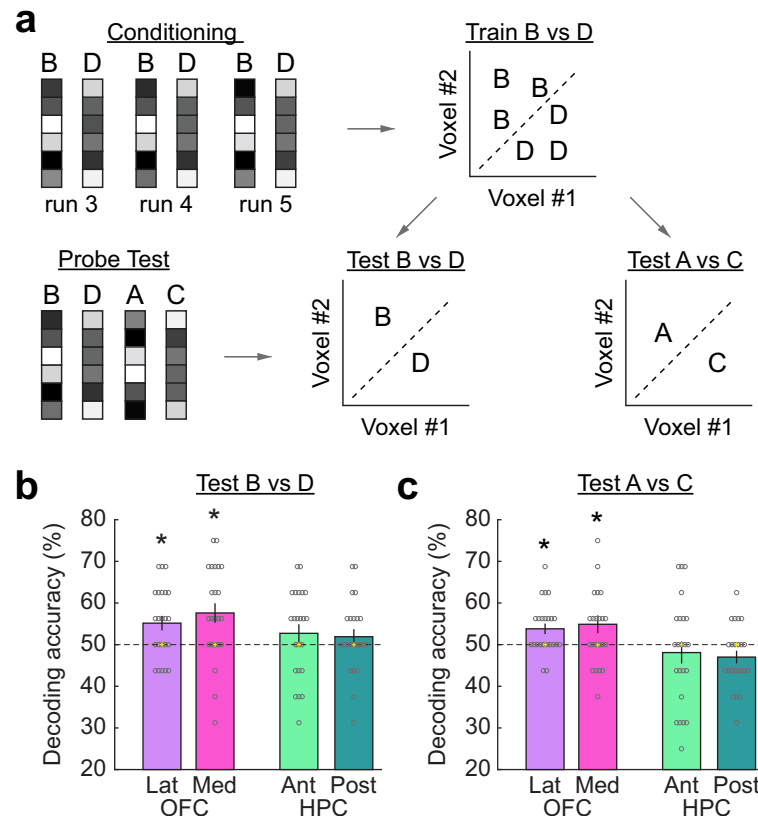 a
Conditioning
B D B D B D
run 3 run 4 run 5
Train B vs D
Voxel #2
B B
B D
D D
Voxel #1
Probe Test
B D A C
Test B vs D
Voxel #2
B
D
Voxel #1
Test A vs C
Voxel #2
A
C
Voxel #1
b
Test B vs D
Decoding accuracy (%)
80
70
60
50
40
30
20
* *
Lat Med Ant Post
OFC HPC
c
Test A vs C
Decoding accuracy (%)
80
70
60
50
40
30
20
* *
Lat Med Ant Post
OFC HPC